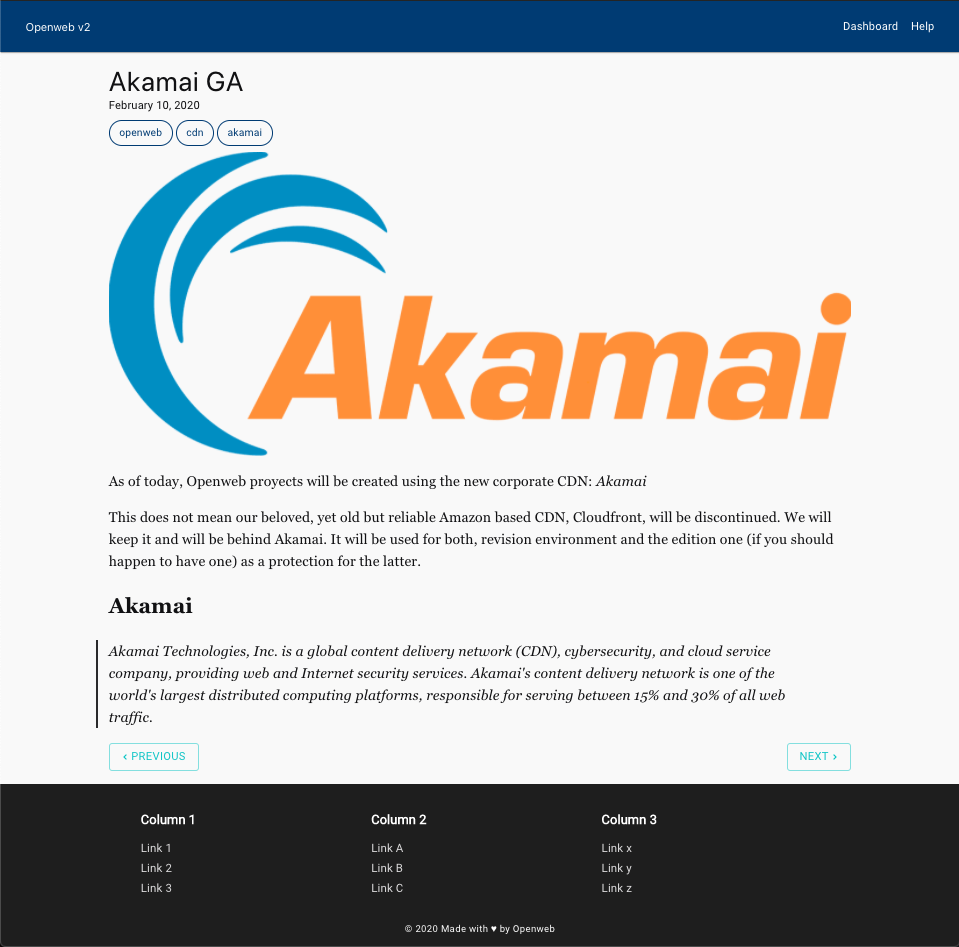 Openweb v2
Dashboard Help
Akamai GA
February 10, 2020
openweb cdn akamai
Akamai
As of today, Openweb proyects will be created using the new corporate CDN: Akamai
This does not mean our beloved, yet old but reliable Amazon based CDN, Cloudfront, will be discontinued. We will
keep it and will be behind Akamai. It will be used for both, revision environment and the edition one (if you should
happen to have one) as a protection for the latter.
Akamai
Akamai Technologies, Inc. is a global content delivery network (CDN), cybersecurity, and cloud service
company, providing web and Internet security services. Akamai's content delivery network is one of the
world's largest distributed computing platforms, responsible for serving between 15% and 30% of all web
traffic.
‹ PREVIOUS
NEXT ›
Column 1
Link 1
Link 2
Link 3
Column 2
Link A
Link B
Link C
Column 3
Link x
Link y
Link z
© 2020 Made with ♥ by Openweb